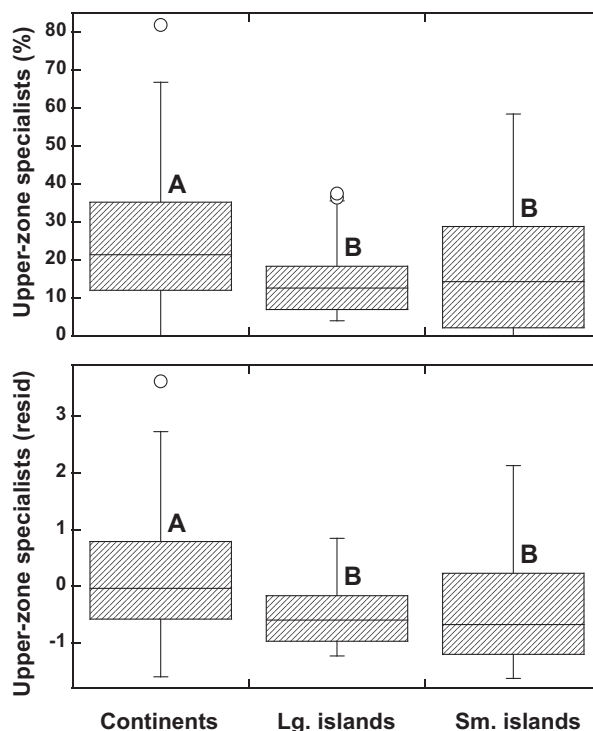 Upper-zone specialists (%)
80
70
60
50
40
30
20
10
0
A
B
B
Upper-zone specialists (resid)
3
2
1
0
-1
A
B
B
Continents Lg. islands Sm. islands